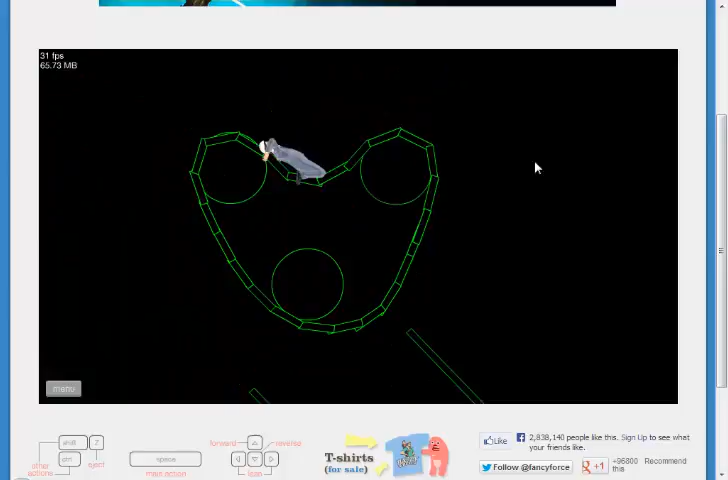 31 fps
65.73 MB
menu
shift
Z
ctrl
eject
other
actions
space
main action
forward
reverse
lean
T-shirts
(for sale)
Like
2,838,140 people like this. Sign Up to see what
your friends like.
Follow @fancyforce
+1
+96800 Recommend
this